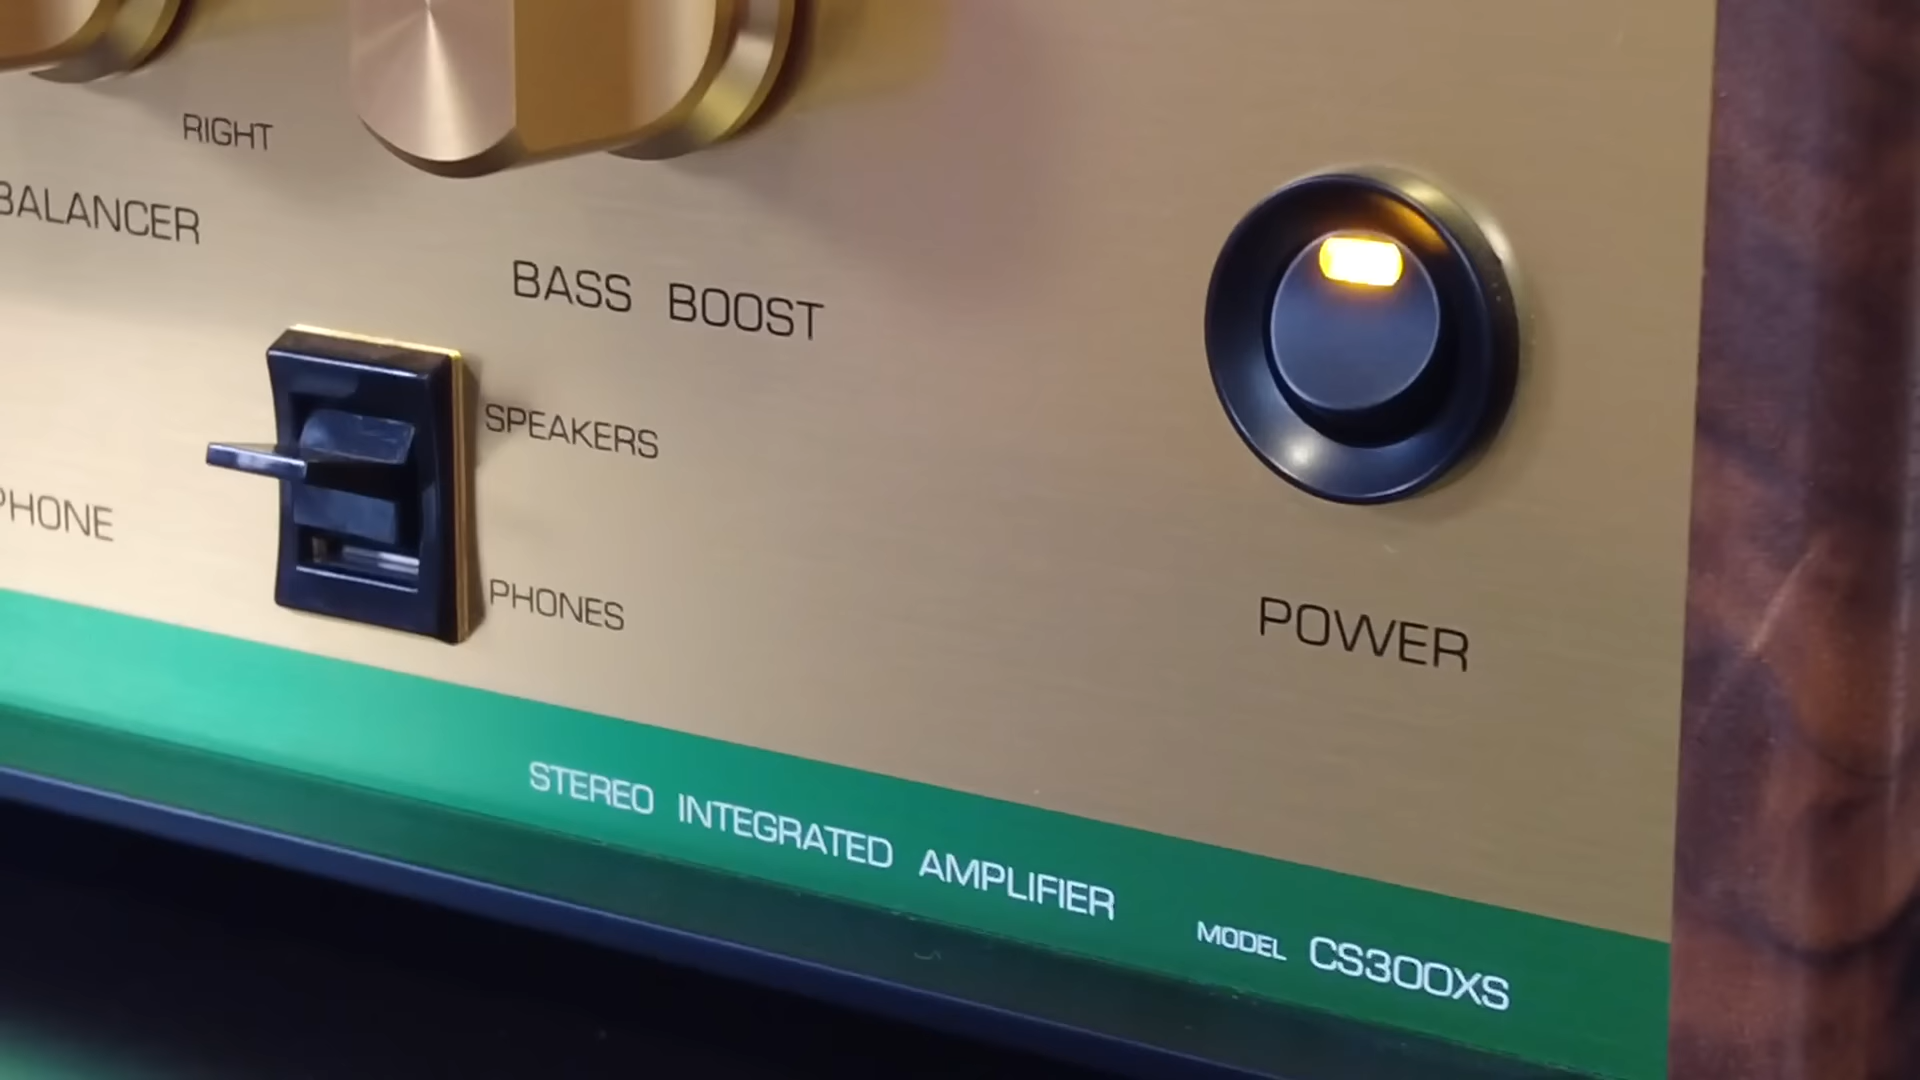 RIGHT
BALANCER
BASS BOOST
SPEAKERS
PHONE
PHONES
POWER
STEREO INTEGRATED AMPLIFIER MODEL CS300XS